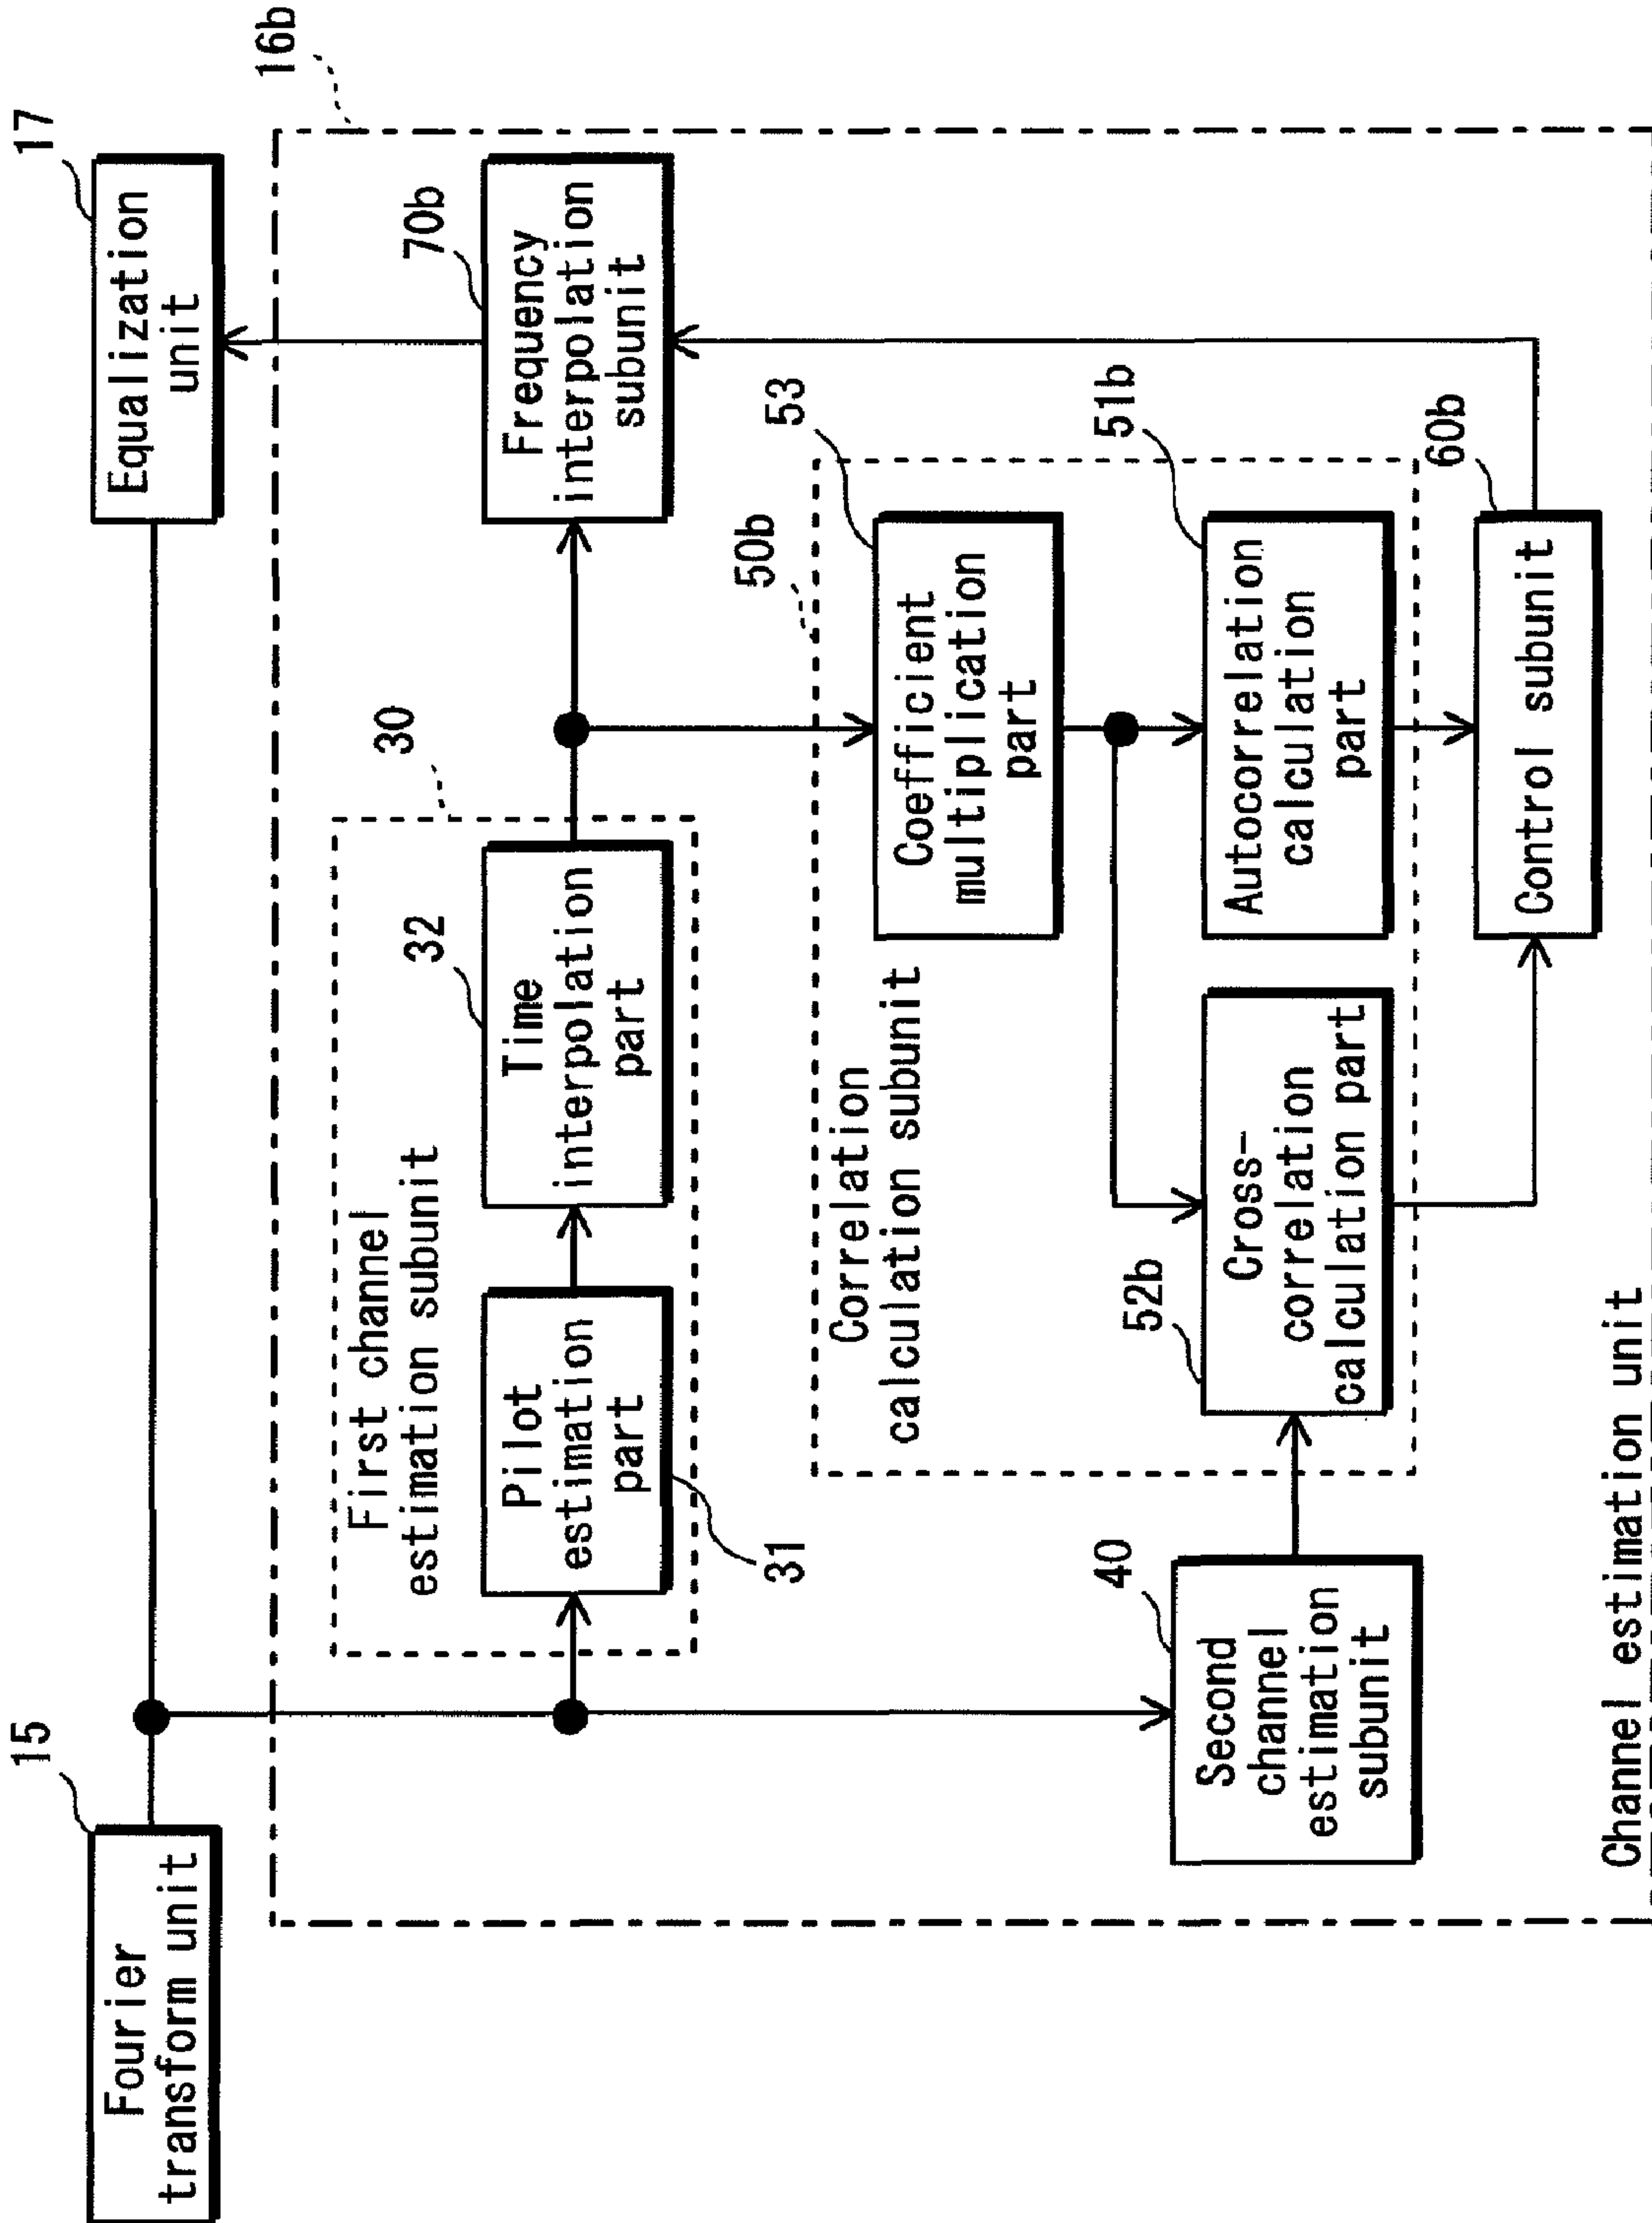 15
Fourier
transform unit
17
Equalization
unit
16b
First channel
estimation subunit
30
Pilot
estimation
part
31
32
Time
interpolation
part
70b
Frequency
interpolation
subunit
50b
Correlation
calculation subunit
53
Coefficient
multiplication
part
52b
Cross-
correlation
calculation part
51b
Autocorrelation
calculation
part
40
Second
channel
estimation
subunit
60b
Control subunit
Channel estimation unit